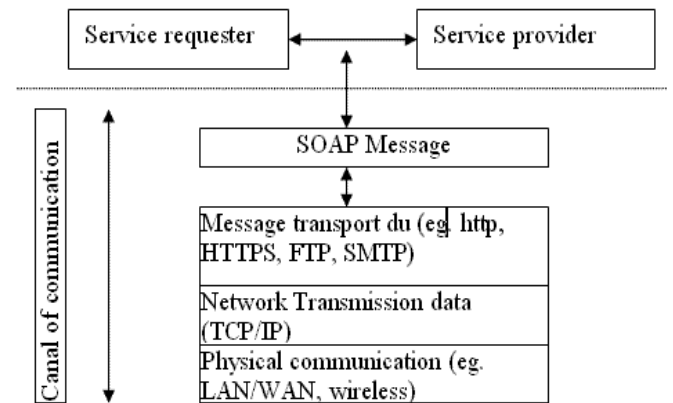 Service requester
Service provider
Canal of communication
SOAP Message
Message transport du (eg. http,
HTTPS, FTP, SMTP)
Network Transmission data
(TCP/IP)
Physical communication (eg.
LAN/WAN, wireless)